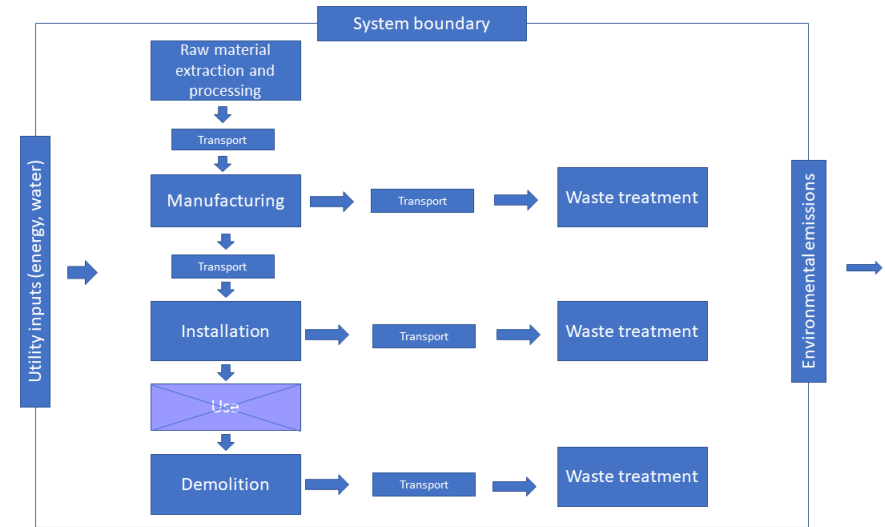 System boundary
Raw material
extraction and
processing
Transport
Utility inputs (energy, water)
Manufacturing
Transport
Waste treatment
Environmental emissions
Transport
Installation
Transport
Waste treatment
Use
Demolition
Transport
Waste treatment